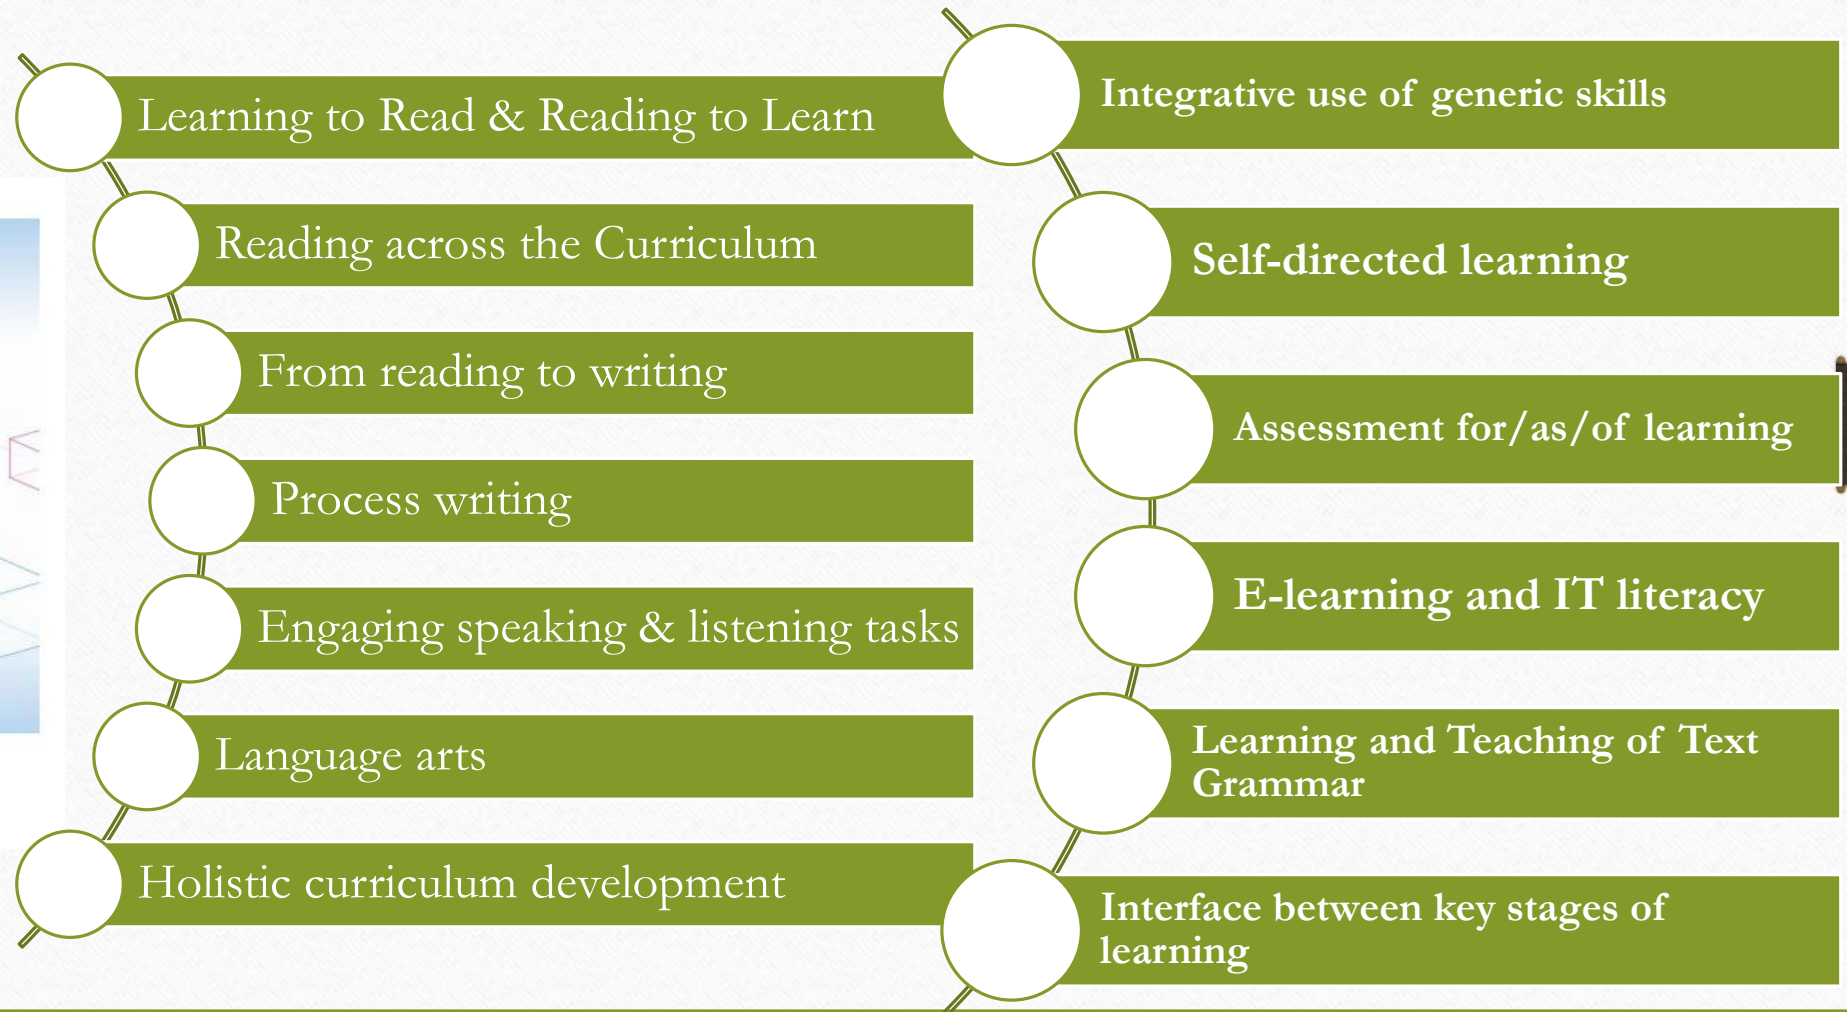 Learning to Read & Reading to Learn
Reading across the Curriculum
From reading to writing
Process writing
Engaging speaking & listening tasks
Language arts
Holistic curriculum development
Integrative use of generic skills
Self-directed learning
Assessment for/as/of learning
E-learning and IT literacy
Learning and Teaching of Text
Grammar
Interface between key stages of
learning